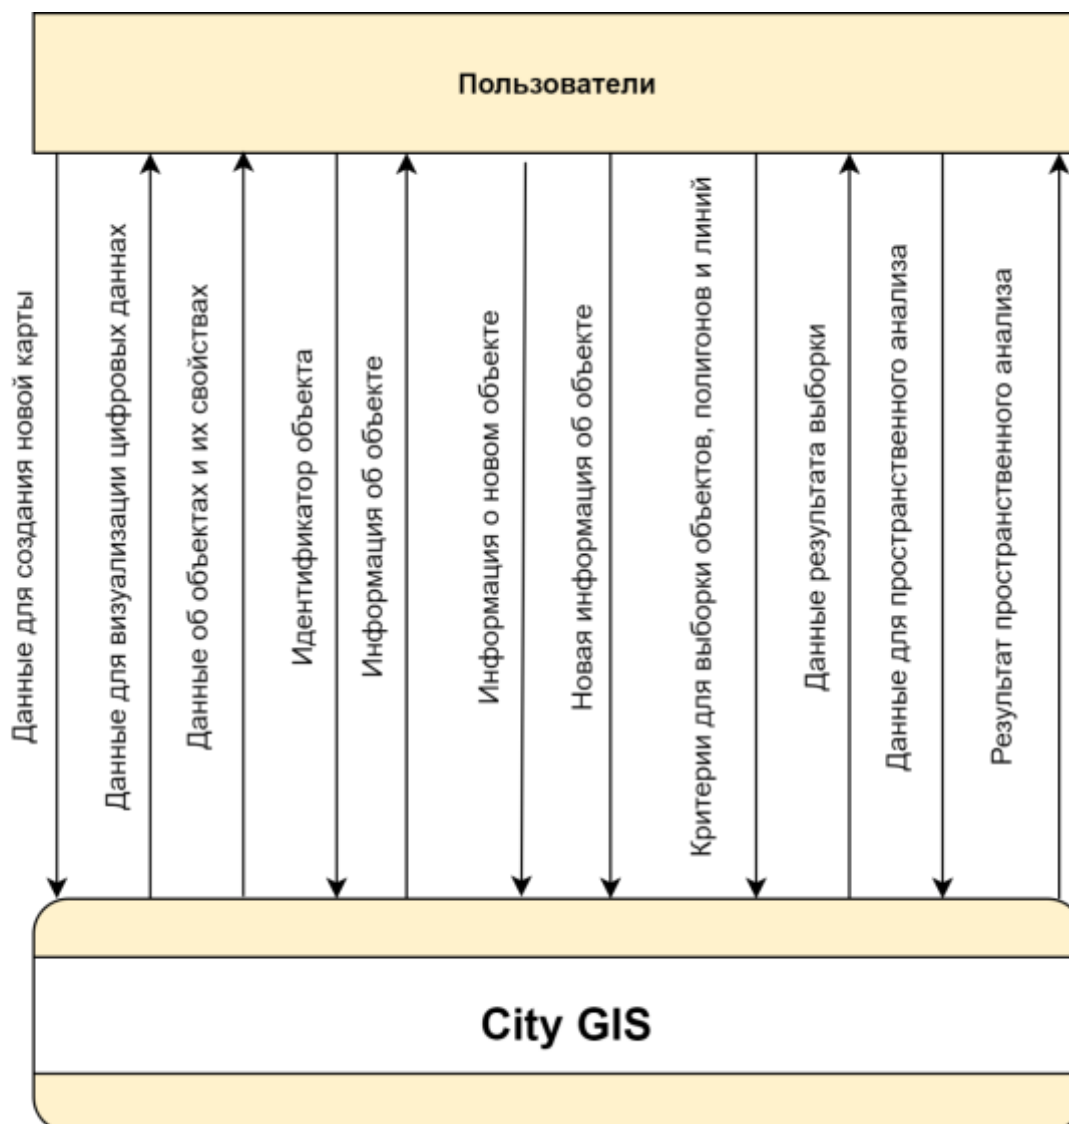 Пользователи
Данные для создания новой карты
Данные для визуализации цифровых даннах
Данные об объектах и их свойствах
Идентификатор объекта
Информация об объекте
Информация о новом объекте
Новая информация об объекте
Критерии для выборки объектов, полигонов и линий
Данные результата выборки
Данные для пространственного анализа
Результат пространственного анализа
City GIS